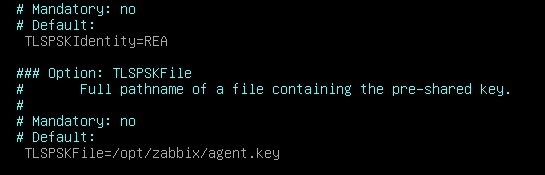 # Mandatory: no
# Default:
TLSPSKIdentity=REA
### Option: TLSPSKFile
#       Full pathname of a file containing the pre-shared key.
#
# Mandatory: no
# Default:
TLSPSKFile=/opt/zabbix/agent.key